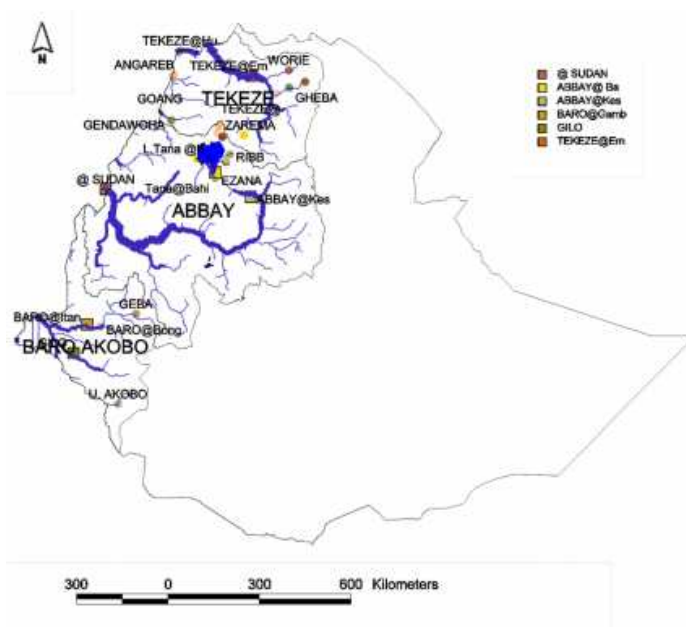 N
TEKEZE@Hu
ANGAREB
TEKEZE@Em
WORIE
GOANG
TEKEZE
GHEBA
GENDAWOHA
ZAREMA
L.Tana
RIBB
@ SUDAN
EZANA
Tana@Bahi
ABBAY@Kes
ABBAY
GEBA
BARO@Itan
BARO@Bong
BARO AKOBO
U. AKOBO
@ SUDAN
ABBAY@ Ba
ABBAY@Kes
BARO@Gamb
GILO
TEKEZE@Em
300 0 300 600 Kilometers